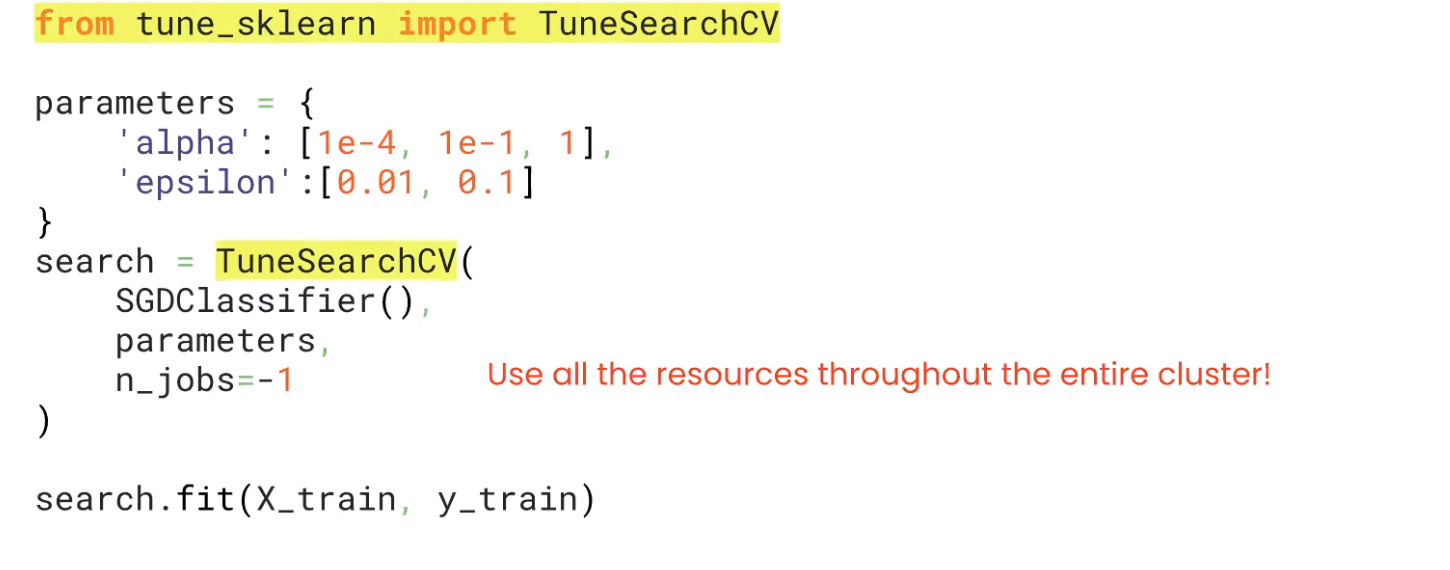 from tune_sklearn import TuneSearchCV
parameters = {
    'alpha': [1e-4, 1e-1, 1],
    'epsilon':[0.01, 0.1]
}
search = TuneSearchCV(
    SGDClassifier(),
    parameters,
    n_jobs=-1
Use all the resources throughout the entire cluster!
)
search.fit(X_train, y_train)